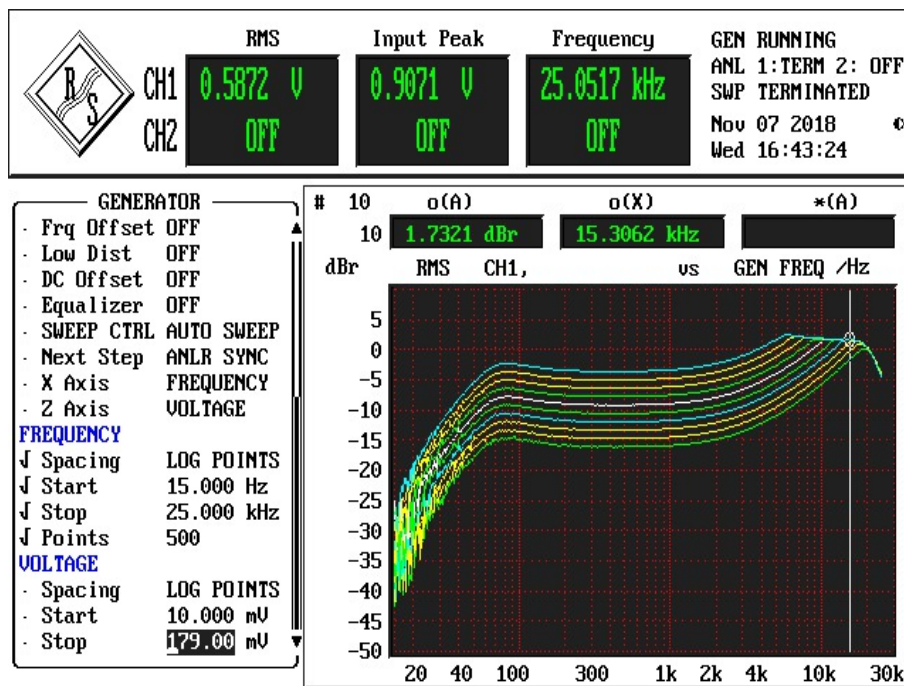 RMS Input Peak Frequency GEN RUNNING
R S CH1 0.5872 V 0.9071 V 25.0517 kHz ANL 1:TERM 2: OFF
SWP TERMINATED
CH2 OFF OFF OFF Nov 07 2018
Wed 16:43:24
GENERATOR
· Frq Offset OFF
· Low Dist OFF
· DC Offset OFF
· Equalizer OFF
· SWEEP CTRL AUTO SWEEP
· Next Step ANLR SYNC
· X Axis FREQUENCY
· Z Axis VOLTAGE
FREQUENCY
√ Spacing LOG POINTS
√ Start 15.000 Hz
√ Stop 25.000 kHz
√ Points 500
VOLTAGE
· Spacing LOG POINTS
· Start 10.000 mV
· Stop 179.00 mV
# 10 o(A) o(X) *(A)
10 1.7321 dBr 15.3062 kHz
dBr RMS CH1, vs GEN FREQ /Hz
5
0
-5
-10
-15
-20
-25
-30
-35
-40
-45
-50
20 40 100 300 1k 2k 4k 10k 30k